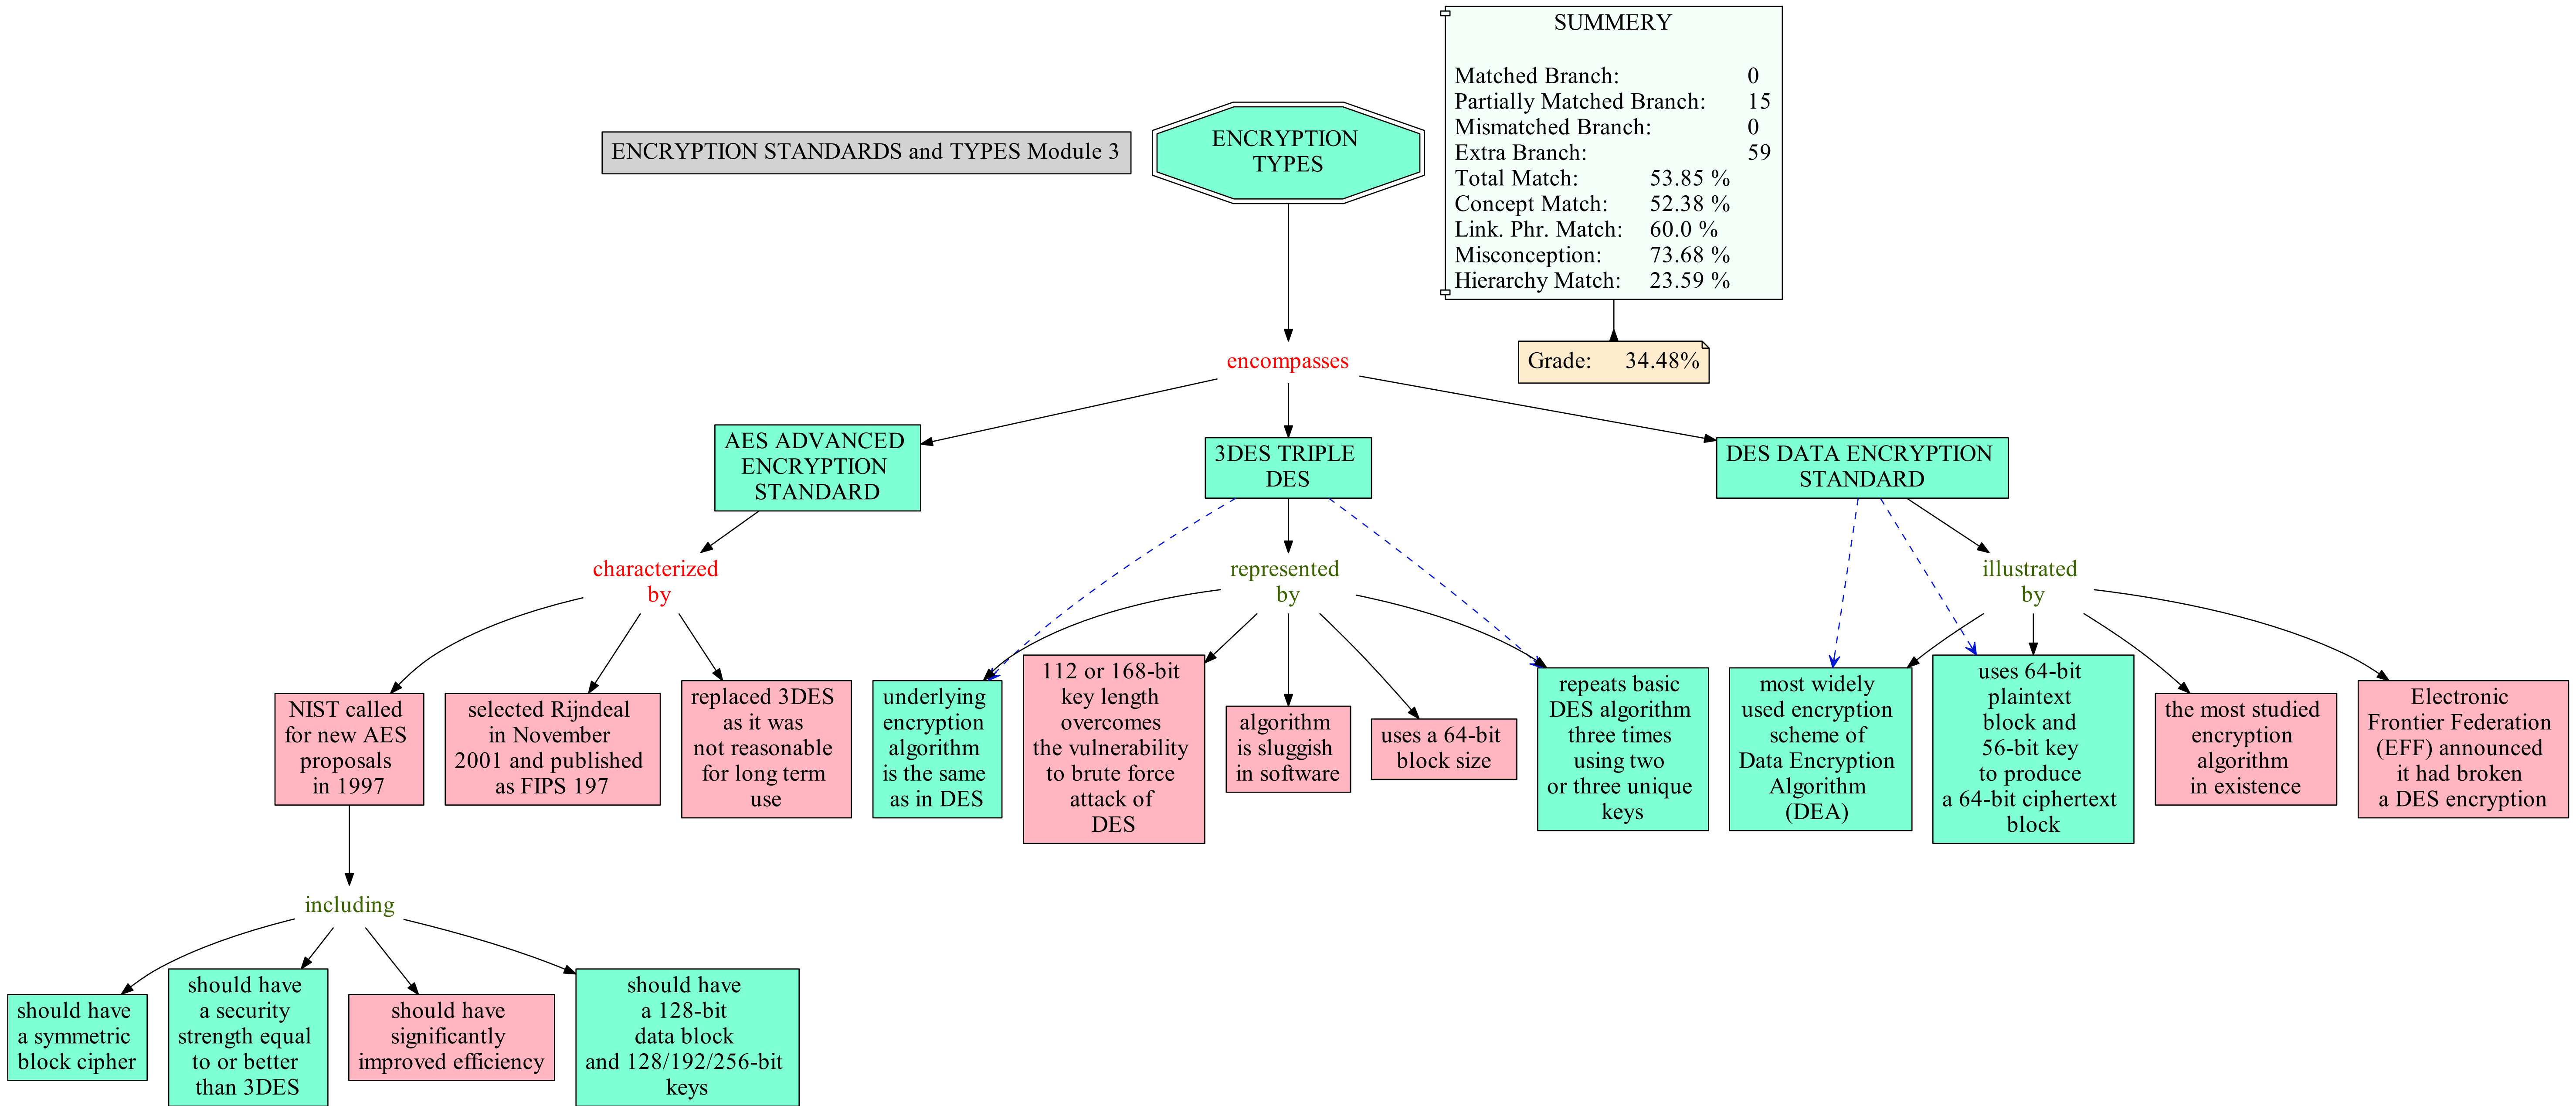 SUMMERY
Matched Branch: 0
Partially Matched Branch: 15
Mismatched Branch: 0
Extra Branch: 59
Total Match: 53.85 %
Concept Match: 52.38 %
Link. Phr. Match: 60.0 %
Misconception: 73.68 %
Hierarchy Match: 23.59 %
ENCRYPTION STANDARDS and TYPES Module 3
ENCRYPTION
TYPES
Grade: 34.48%
encompasses
AES ADVANCED
ENCRYPTION
STANDARD
3DES TRIPLE
DES
DES DATA ENCRYPTION
STANDARD
characterized
by
represented
by
illustrated
by
NIST called
for new AES
proposals
in 1997
selected Rijndeal
in November
2001 and published
as FIPS 197
replaced 3DES
as it was
not reasonable
for long term
use
underlying
encryption
algorithm
is the same
as in DES
112 or 168-bit
key length
overcomes
the vulnerability
to brute force
attack of
DES
algorithm
is sluggish
in software
uses a 64-bit
block size
repeats basic
DES algorithm
three times
using two
or three unique
keys
most widely
used encryption
scheme of
Data Encryption
Algorithm
(DEA)
uses 64-bit
plaintext
block and
56-bit key
to produce
a 64-bit ciphertext
block
the most studied
encryption
algorithm
in existence
Electronic
Frontier Federation
(EFF) announced
it had broken
a DES encryption
including
should have
a symmetric
block cipher
should have
a security
strength equal
to or better
than 3DES
should have
significantly
improved efficiency
should have
a 128-bit
data block
and 128/192/256-bit
keys